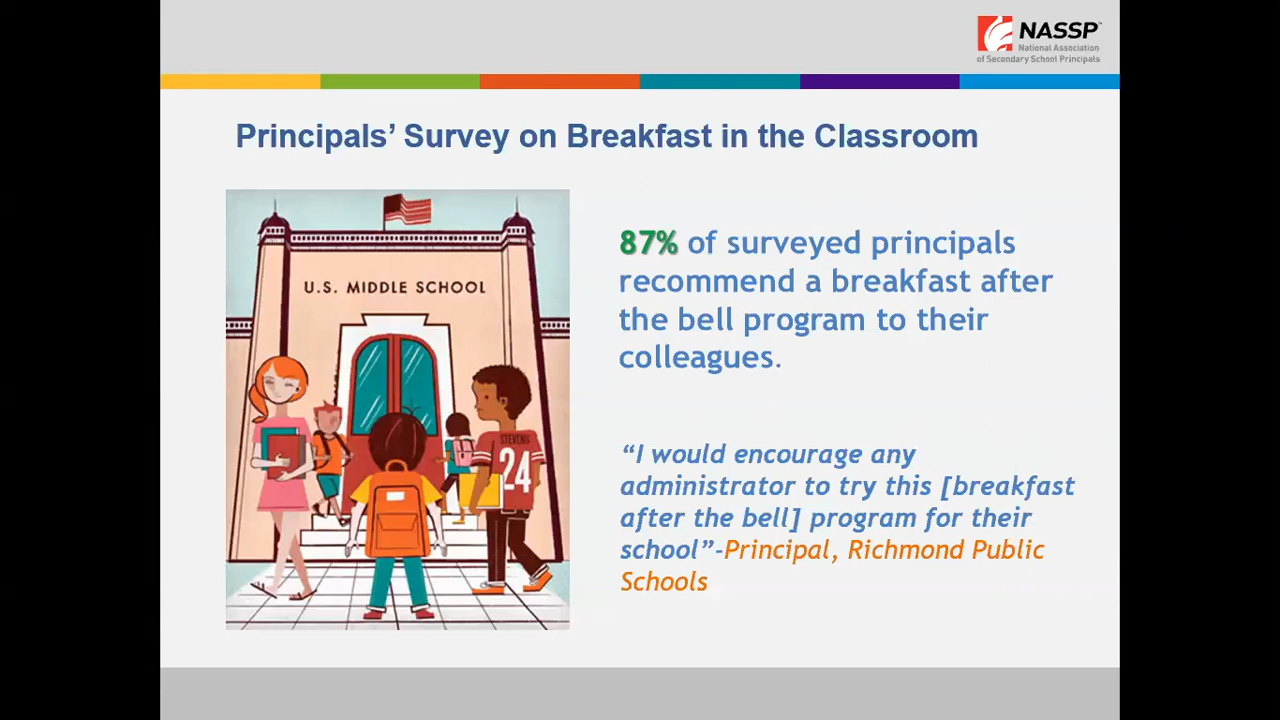 NASSP™
National Association
of Secondary School Principals
Principals’ Survey on Breakfast in the Classroom
U.S. MIDDLE SCHOOL
STEVENS
24
87% of surveyed principals
recommend a breakfast after
the bell program to their
colleagues.
“I would encourage any
administrator to try this [breakfast
after the bell] program for their
school”-Principal, Richmond Public
Schools